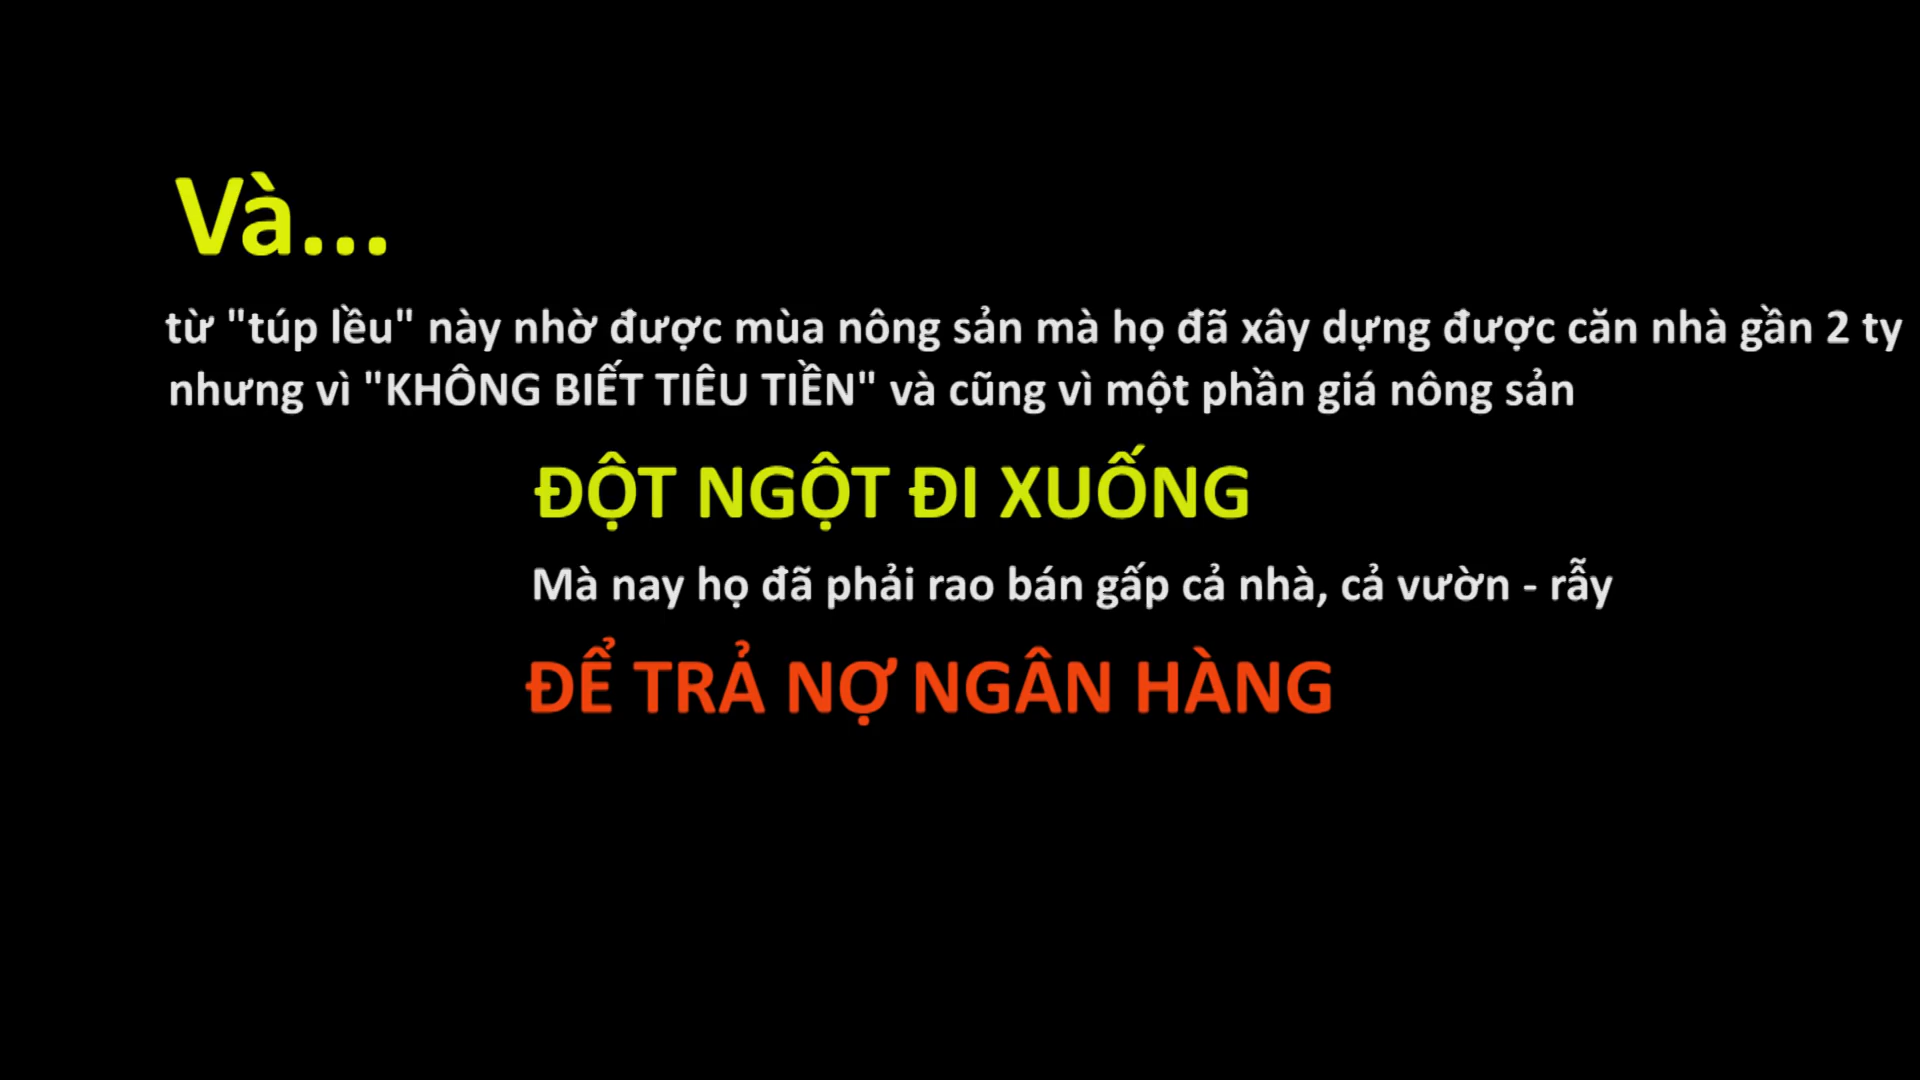 Và...
từ "túp lều" này nhờ được mùa nông sản mà họ đã xây dựng được căn nhà gần 2 ty
nhưng vì "KHÔNG BIẾT TIÊU TIỀN" và cũng vì một phần giá nông sản
ĐỘT NGỘT ĐI XUỐNG
Mà nay họ đã phải rao bán gấp cả nhà, cả vườn - rẫy
ĐỂ TRẢ NỢ NGÂN HÀNG